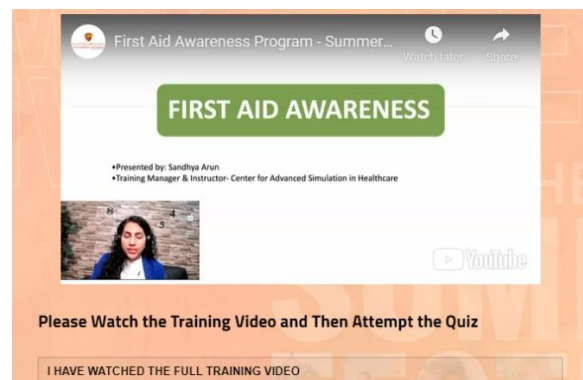 First Aid Awareness Program - Summer...
Watch later
Share
FIRST AID AWARENESS
•Presented by: Sandhya Arun
•Training Manager & Instructor- Center for Advanced Simulation in Healthcare
YouTube
Please Watch the Training Video and Then Attempt the Quiz
I HAVE WATCHED THE FULL TRAINING VIDEO